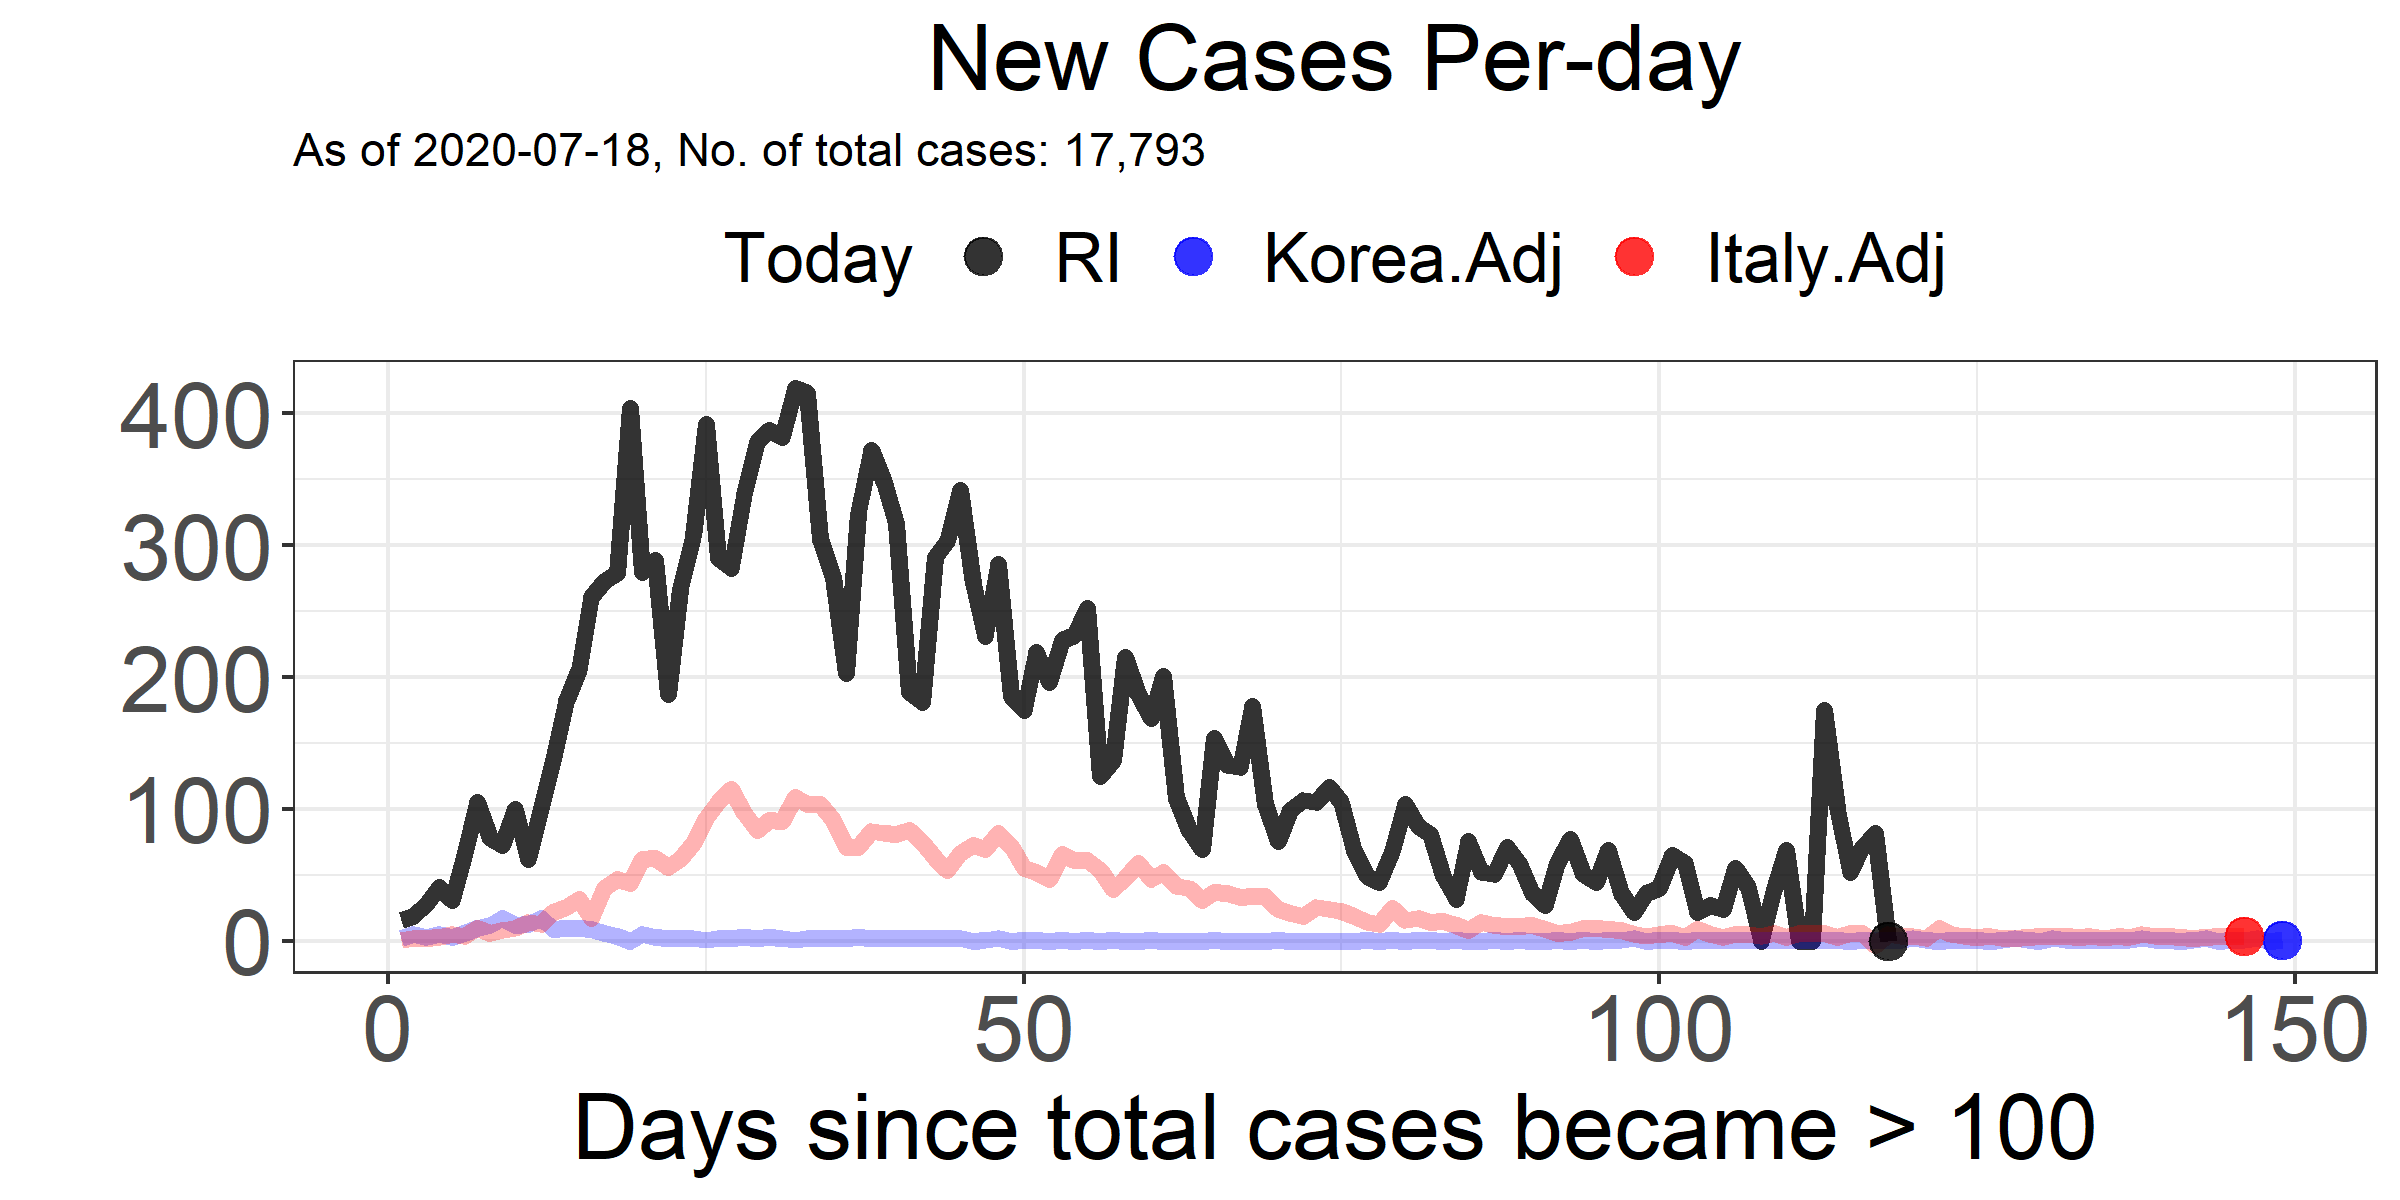 New Cases Per-day
As of 2020-07-18, No. of total cases: 17,793
Today RI Korea.Adj Italy.Adj
400
300
200
100
0
0 50 100 150
Days since total cases became > 100